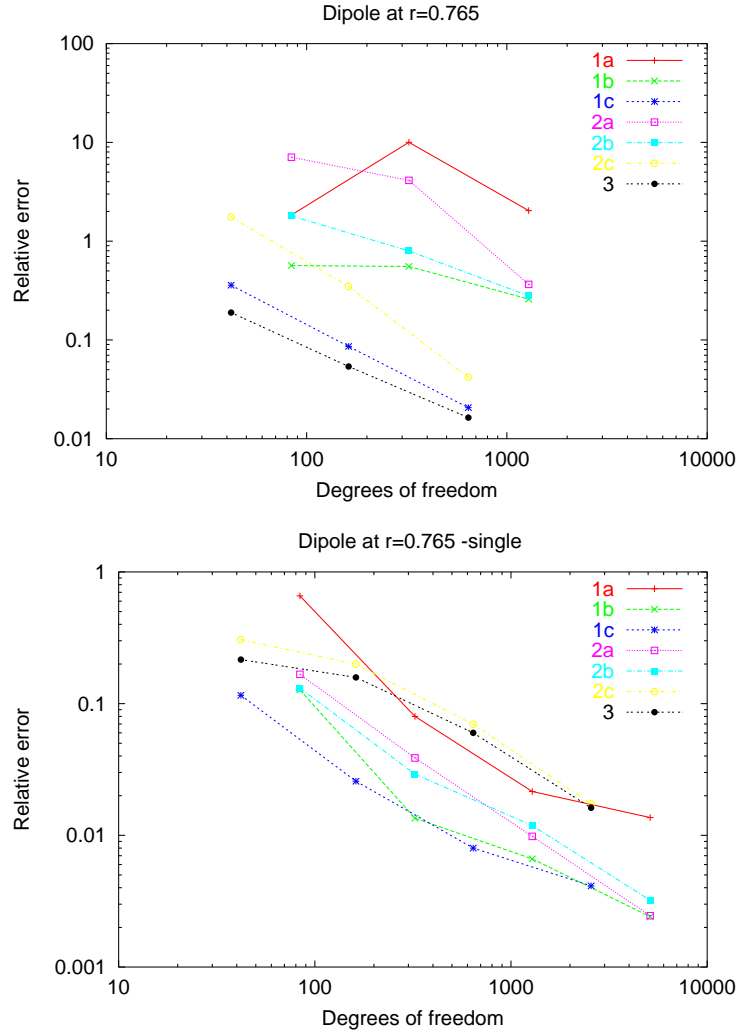 Dipole at r=0.765
Relative error
100
10
1
0.1
0.01
1a
1b
1c
2a
2b
2c
3
10
100
1000
10000
Degrees of freedom
Dipole at r=0.765 -single
Relative error
1
0.1
0.01
0.001
1a
1b
1c
2a
2b
2c
3
10
100
1000
10000
Degrees of freedom